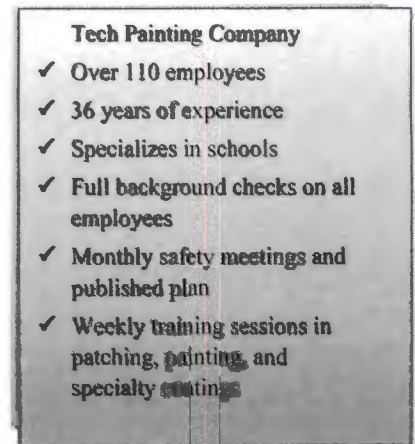 Tech Painting Company
✓ Over 110 employees
✓ 36 years of experience
✓ Specializes in schools
✓ Full background checks on all
employees
✓ Monthly safety meetings and
published plan
✓ Weekly training sessions in
patching, painting, and
specialty coatings